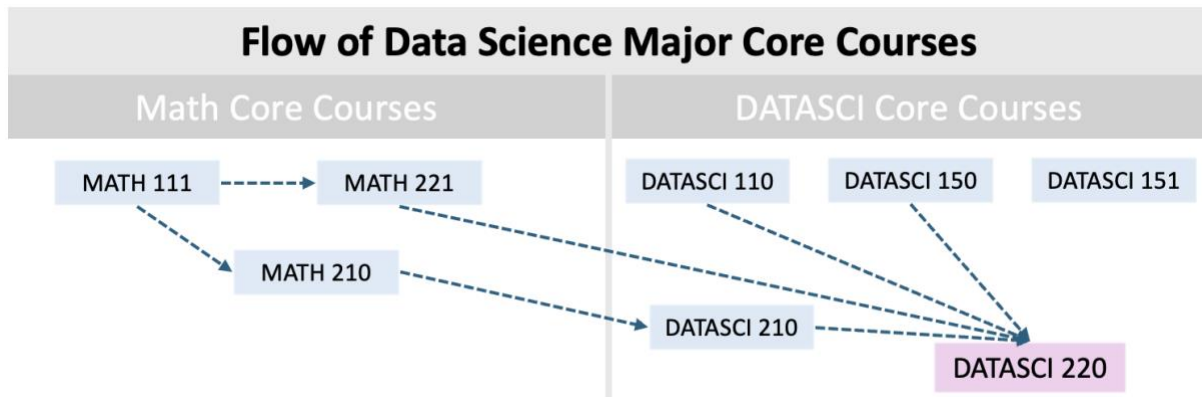 Flow of Data Science Major Core Courses
Math Core Courses
DATASCI Core Courses
MATH 111
MATH 221
DATASCI 110
DATASCI 150
DATASCI 151
MATH 210
DATASCI 210
DATASCI 220